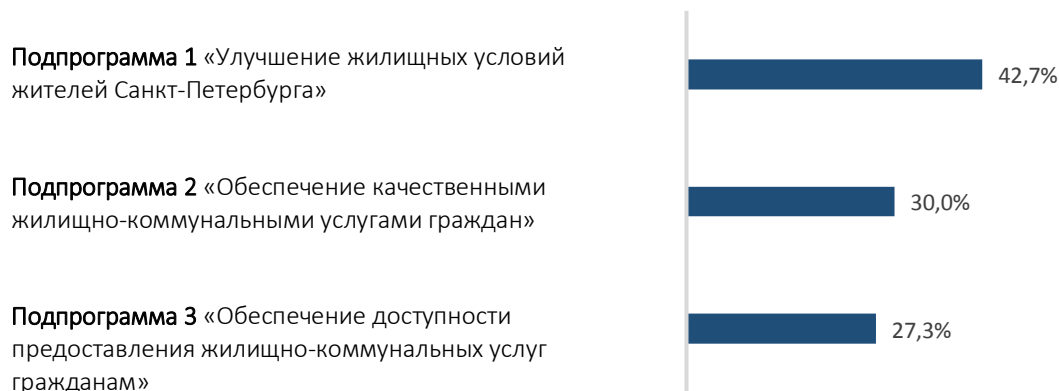 Подпрограмма 1 «Улучшение жилищных условий
жителей Санкт-Петербурга»
42,7%
Подпрограмма 2 «Обеспечение качественными
жилищно-коммунальными услугами граждан»
30,0%
Подпрограмма 3 «Обеспечение доступности
предоставления жилищно-коммунальных услуг
гражданам»
27,3%